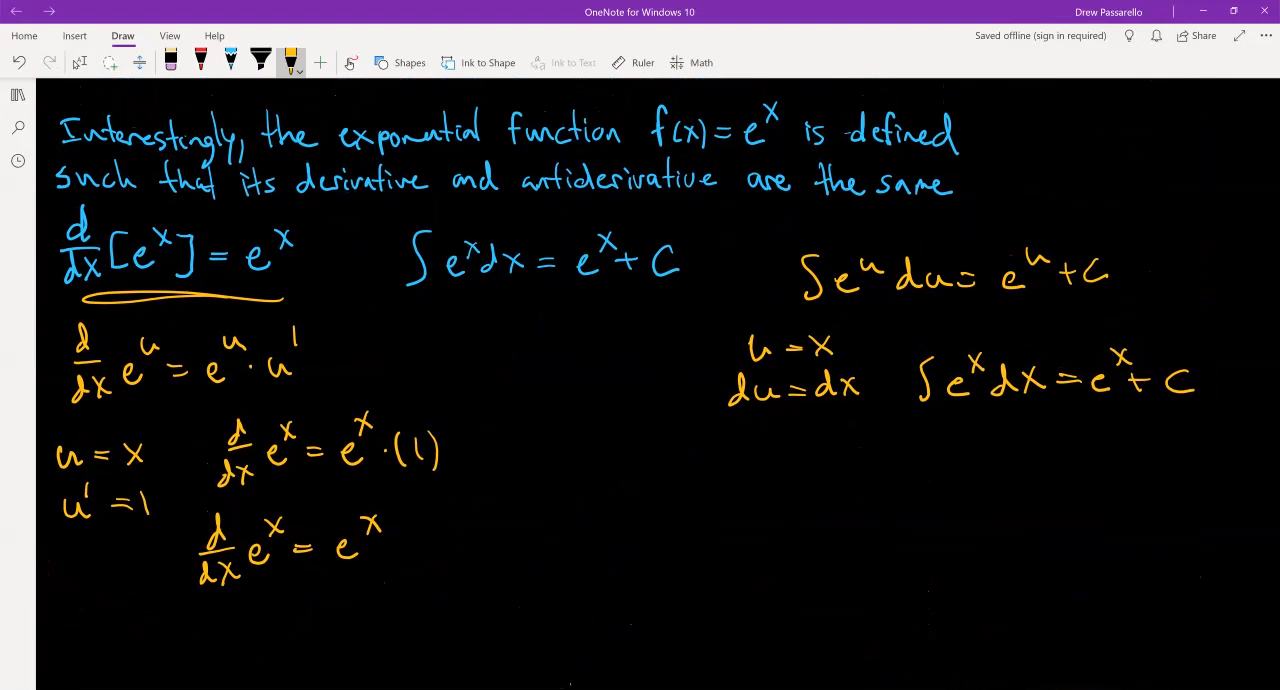 OneNote for Windows 10
Drew Passarello
Home Insert Draw View Help
Saved offline (sign in required)
Share
Shapes
Ink to Shape
Ink to Text
Ruler
Math
Interestingly, the exponential function f(x) = e^x is defined
such that its derivative and antiderivative are the same
d/dx [e^x] = e^x
∫ e^x dx = e^x + C
∫ e^u du = e^u + C
d/dx e^u = e^u · u'
u = x
du = dx
∫ e^x dx = e^x + C
u = x
u' = 1
d/dx e^x = e^x · (1)
d/dx e^x = e^x